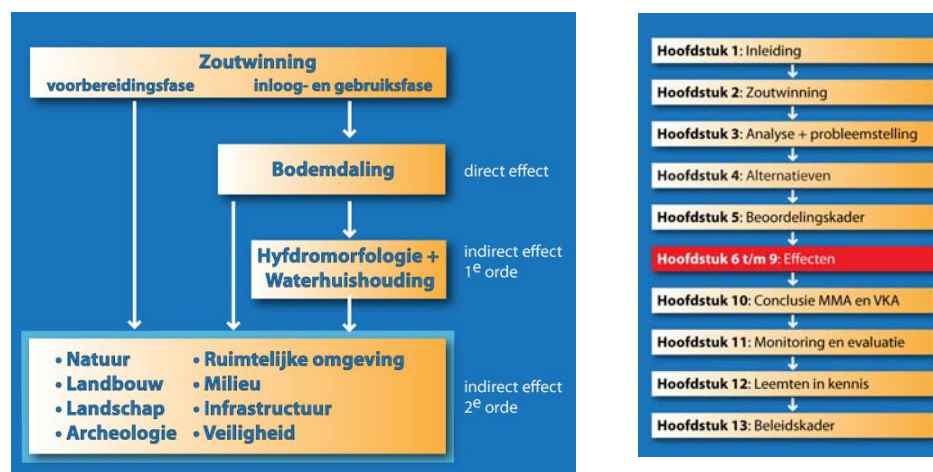 Zoutwinning
voorbereidingsfase inloog- en gebruiksfase
Bodemdaling
direct effect
Hyfdromorfologie +
Waterhuishouding
indirect effect
1e orde
• Natuur
• Landbouw
• Landschap
• Archeologie
• Ruimtelijke omgeving
• Milieu
• Infrastructuur
• Veiligheid
indirect effect
2e orde
Hoofdstuk 1: Inleiding
Hoofdstuk 2: Zoutwinning
Hoofdstuk 3: Analyse + probleemstelling
Hoofdstuk 4: Alternatieven
Hoofdstuk 5: Beoordelingskader
Hoofdstuk 6 t/m 9: Effecten
Hoofdstuk 10: Conclusie MMA en VKA
Hoofdstuk 11: Monitoring en evaluatie
Hoofdstuk 12: Leemten in kennis
Hoofdstuk 13: Beleidskader